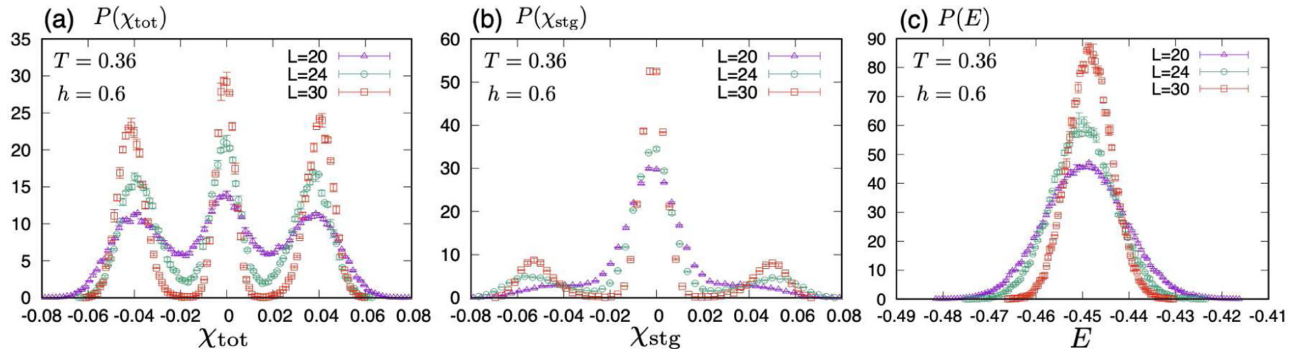 (a) P(χtot)
T = 0.36
h = 0.6
L=20
L=24
L=30
35
30
25
20
15
10
5
0
-0.08 -0.06 -0.04 -0.02 0 0.02 0.04 0.06 0.08
χtot
(b) P(χstg)
T = 0.36
h = 0.6
L=20
L=24
L=30
60
50
40
30
20
10
0
-0.08 -0.06 -0.04 -0.02 0 0.02 0.04 0.06 0.08
χstg
(c) P(E)
T = 0.36
h = 0.6
L=20
L=24
L=30
90
80
70
60
50
40
30
20
10
0
-0.49 -0.48 -0.47 -0.46 -0.45 -0.44 -0.43 -0.42 -0.41
E